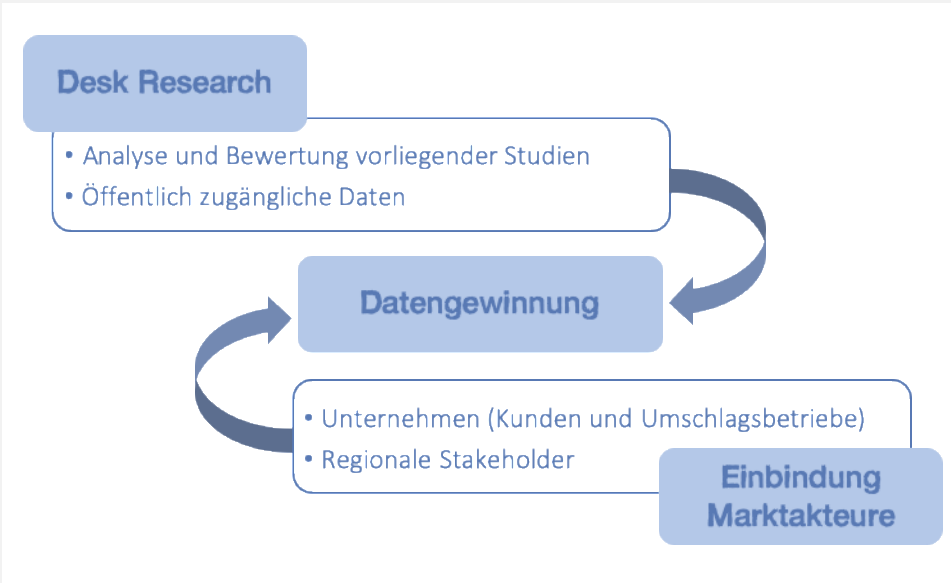 Desk Research
• Analyse und Bewertung vorliegender Studien
• Öffentlich zugängliche Daten
Datengewinnung
• Unternehmen (Kunden und Umschlagsbetriebe)
• Regionale Stakeholder
Einbindung
Marktakteure